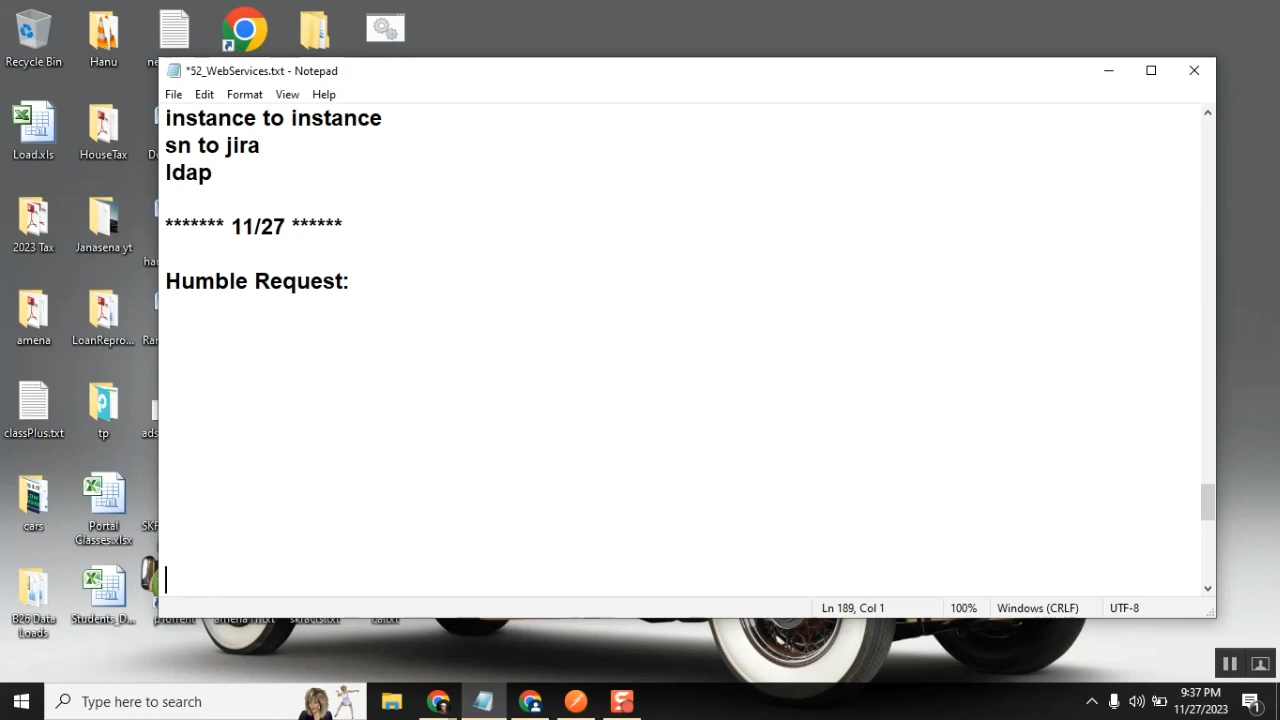 Recycle Bin
Hanu
ne
*52_WebServices.txt - Notepad
File Edit Format View Help
instance to instance
sn to jira
ldap
******* 11/27 ******
Humble Request:
Load.xls
HouseTax
2023 Tax
Janasena yt
amena
LoanRepro...
classPlus.txt
tp
ads
cars
Portal
Classes.xlsx
SKF
B26 Data
Loads
Students_D...
Ln 189, Col 1
100%
Windows (CRLF)
UTF-8
Type here to search
9:37 PM
11/27/2023